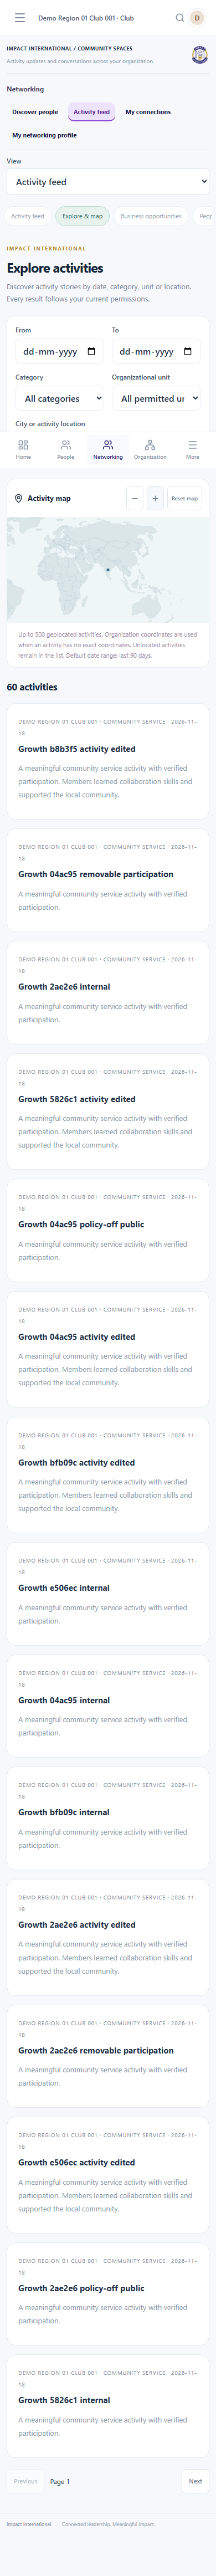 Demo Region 01 Club 001 · Club
D
IMPACT INTERNATIONAL / COMMUNITY SPACES
Activity updates and conversations across your organization.
Networking
Discover people
Activity feed
My connections
My networking profile
View
Activity feed
Activity feed
Explore & map
Business opportunities
Peop
IMPACT INTERNATIONAL
Explore activities
Discover activity stories by date, category, unit or location.
Every result follows your current permissions.
From
To
dd-mm-yyyy
dd-mm-yyyy
Category
Organizational unit
All categories
All permitted un
City or activity location
Home
People
Networking
Organization
More
Activity map
−
+
Reset map
Up to 500 geolocated activities. Organization coordinates are used
when an activity has no exact coordinates. Unlocated activities
remain in the list. Default date range: last 90 days.
60 activities
DEMO REGION 01 CLUB 001 · COMMUNITY SERVICE · 2026-11-
18
Growth b8b3f5 activity edited
A meaningful community service activity with verified
participation. Members learned collaboration skills and
supported the local community.
DEMO REGION 01 CLUB 001 · COMMUNITY SERVICE · 2026-11-
18
Growth 04ac95 removable participation
A meaningful community service activity with verified
participation.
DEMO REGION 01 CLUB 001 · COMMUNITY SERVICE · 2026-11-
18
Growth 2ae2e6 internal
A meaningful community service activity with verified
participation.
DEMO REGION 01 CLUB 001 · COMMUNITY SERVICE · 2026-11-
18
Growth 5826c1 activity edited
A meaningful community service activity with verified
participation. Members learned collaboration skills and
supported the local community.
DEMO REGION 01 CLUB 001 · COMMUNITY SERVICE · 2026-11-
18
Growth 04ac95 policy-off public
A meaningful community service activity with verified
participation.
DEMO REGION 01 CLUB 001 · COMMUNITY SERVICE · 2026-11-
18
Growth 04ac95 activity edited
A meaningful community service activity with verified
participation. Members learned collaboration skills and
supported the local community.
DEMO REGION 01 CLUB 001 · COMMUNITY SERVICE · 2026-11-
18
Growth bfb09c activity edited
A meaningful community service activity with verified
participation. Members learned collaboration skills and
supported the local community.
DEMO REGION 01 CLUB 001 · COMMUNITY SERVICE · 2026-11-
18
Growth e506ec internal
A meaningful community service activity with verified
participation.
DEMO REGION 01 CLUB 001 · COMMUNITY SERVICE · 2026-11-
18
Growth 04ac95 internal
A meaningful community service activity with verified
participation.
DEMO REGION 01 CLUB 001 · COMMUNITY SERVICE · 2026-11-
18
Growth bfb09c internal
A meaningful community service activity with verified
participation.
DEMO REGION 01 CLUB 001 · COMMUNITY SERVICE · 2026-11-
18
Growth 2ae2e6 activity edited
A meaningful community service activity with verified
participation. Members learned collaboration skills and
supported the local community.
DEMO REGION 01 CLUB 001 · COMMUNITY SERVICE · 2026-11-
18
Growth 2ae2e6 removable participation
A meaningful community service activity with verified
participation.
DEMO REGION 01 CLUB 001 · COMMUNITY SERVICE · 2026-11-
18
Growth e506ec activity edited
A meaningful community service activity with verified
participation. Members learned collaboration skills and
supported the local community.
DEMO REGION 01 CLUB 001 · COMMUNITY SERVICE · 2026-11-
18
Growth 2ae2e6 policy-off public
A meaningful community service activity with verified
participation.
DEMO REGION 01 CLUB 001 · COMMUNITY SERVICE · 2026-11-
18
Growth 5826c1 internal
A meaningful community service activity with verified
participation.
Previous
Page 1
Next
Impact International
Connected leadership. Meaningful impact.